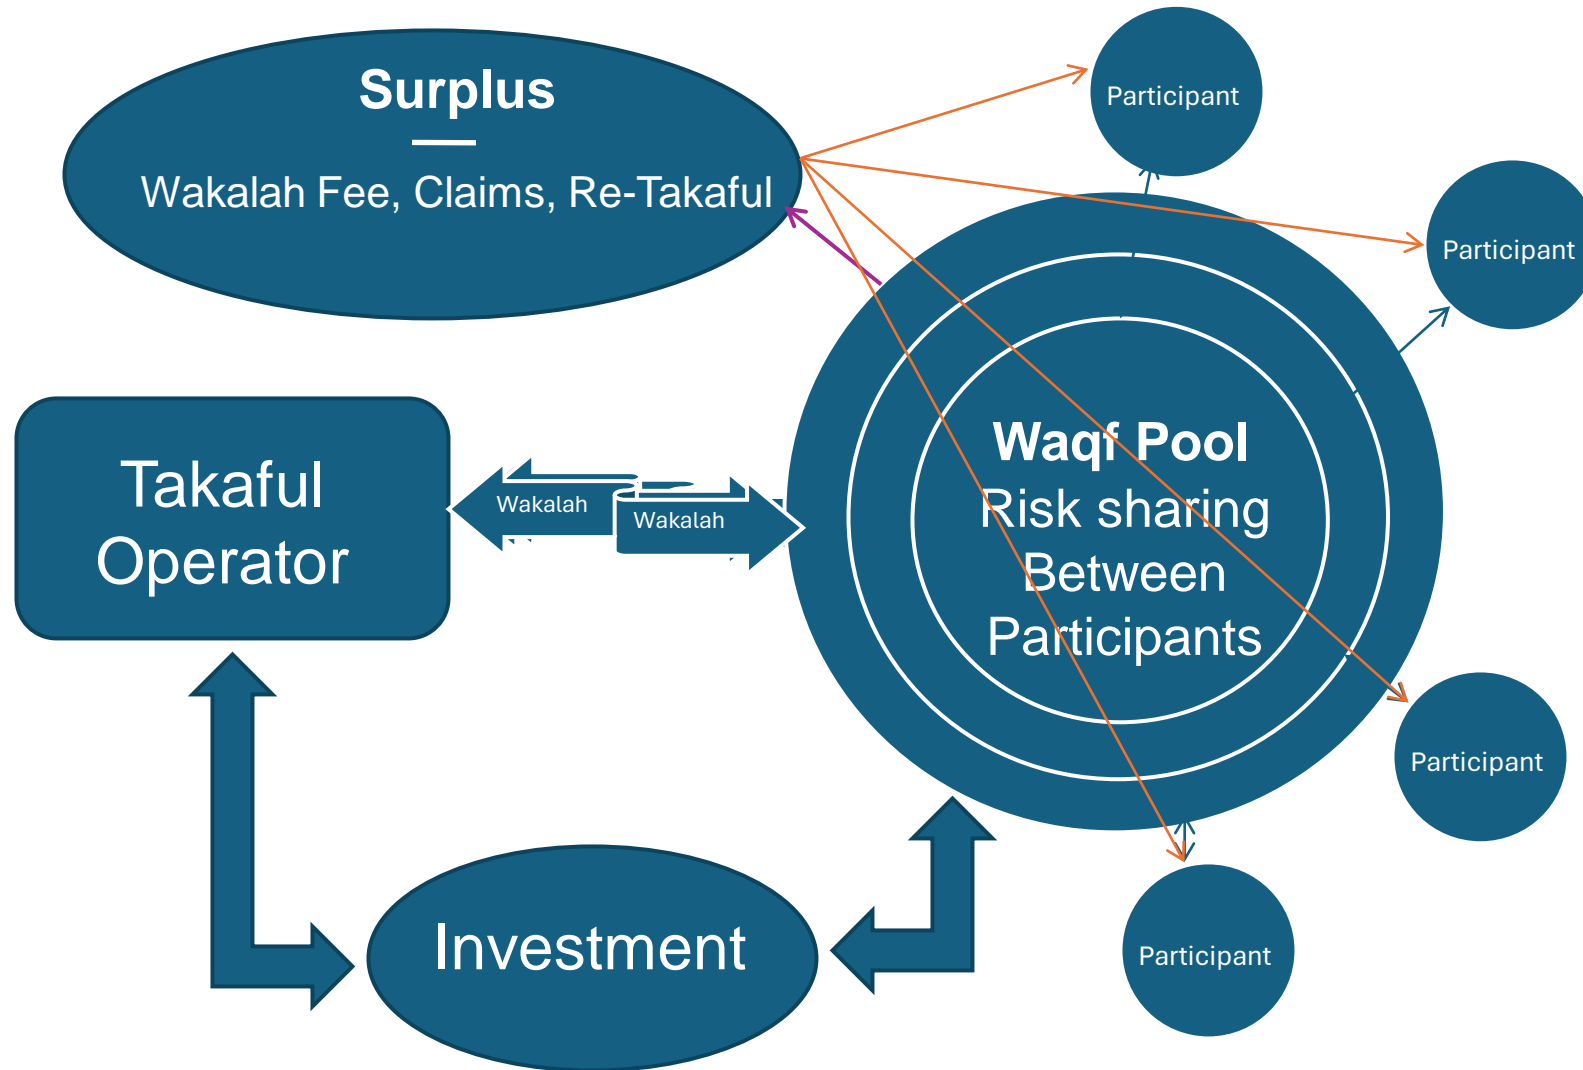 Surplus
Wakalah Fee, Claims, Re-Takaful
Participant
Participant
Takaful
Operator
Wakalah
Wakalah
Waqf Pool
Risk sharing
Between
Participants
Participant
Participant
Investment